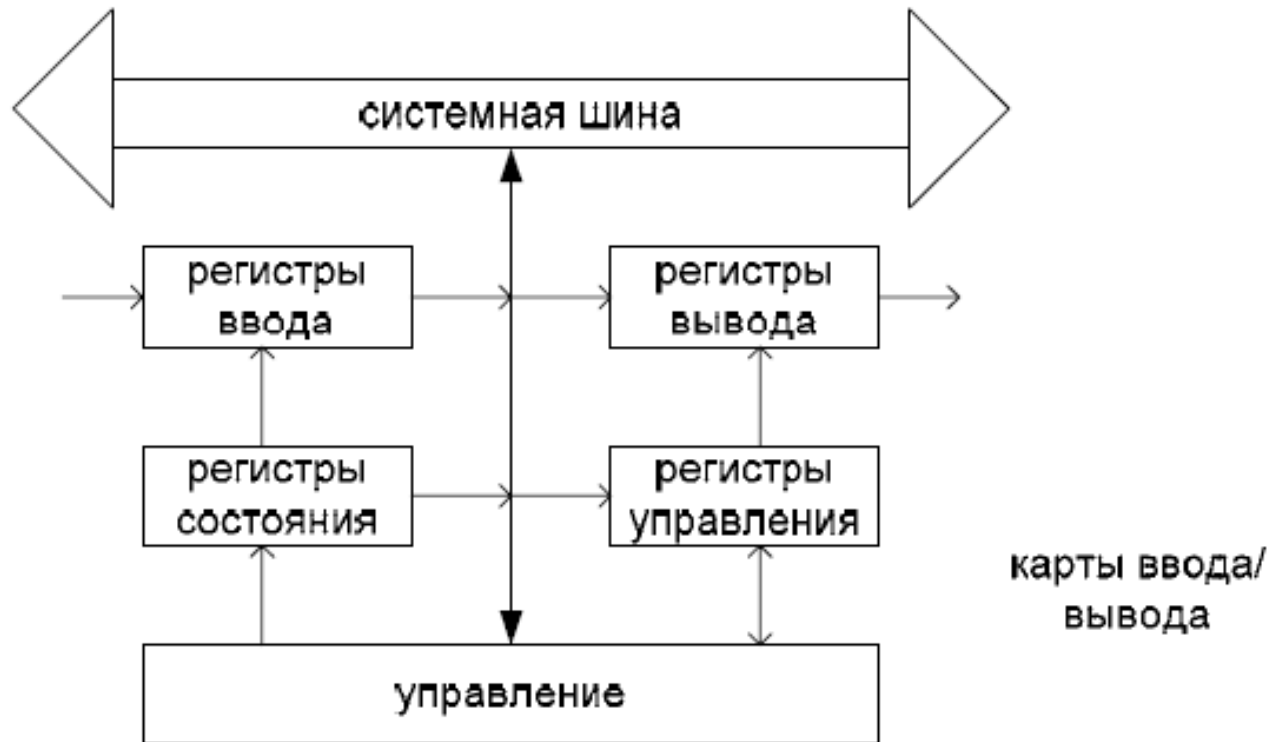 системная шина
регистры
ввода
регистры
вывода
регистры
состояния
регистры
управления
карты ввода/
вывода
управление